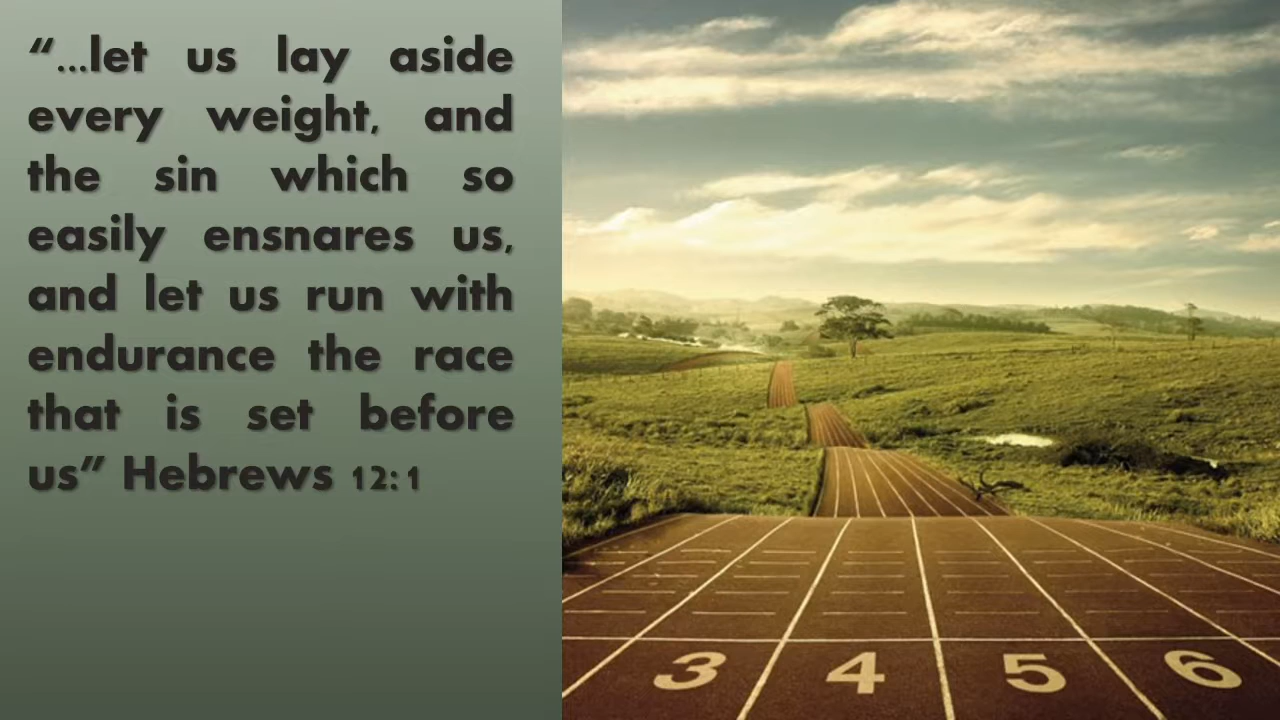 “...let us lay aside
every weight, and
the sin which so
easily ensnares us,
and let us run with
endurance the race
that is set before
us” Hebrews 12:1
3 4 5 6